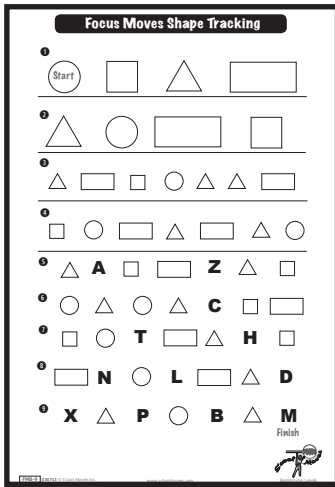 Focus Moves Shape Tracking
1
Start
2
3
4
5 A Z
6 C
7 T H
8 N L D
9 X P B M
Finish